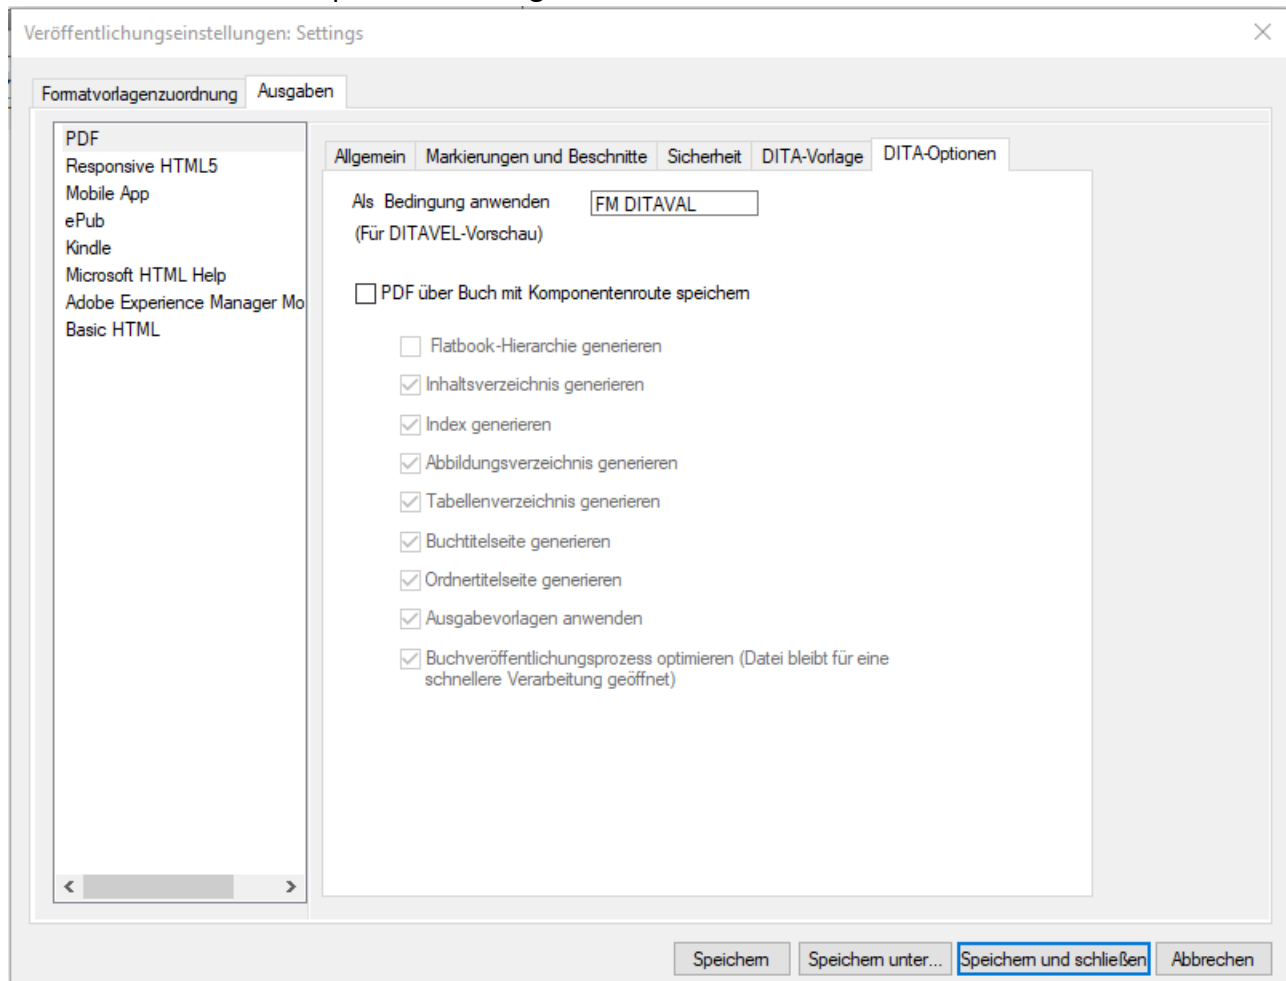 Veröffentlichungseinstellungen: Settings
Formatvorlagenzuordnung
Ausgaben
PDF
Responsive HTML5
Mobile App
ePub
Kindle
Microsoft HTML Help
Adobe Experience Manager Mo
Basic HTML
Allgemein
Markierungen und Beschnitte
Sicherheit
DITA-Vorlage
DITA-Optionen
Als Bedingung anwenden
FM DITAVAL
(Für DITAVEL-Vorschau)
PDF über Buch mit Komponentenroute speichern
Flatbook-Hierarchie generieren
Inhaltsverzeichnis generieren
Index generieren
Abbildungsverzeichnis generieren
Tabellenverzeichnis generieren
Buchtitelseite generieren
Ordnertitelseite generieren
Ausgabevorlagen anwenden
Buchveröffentlichungsprozess optimieren (Datei bleibt für eine
schnellere Verarbeitung geöffnet)
Speichern
Speichern unter...
Speichern und schließen
Abbrechen